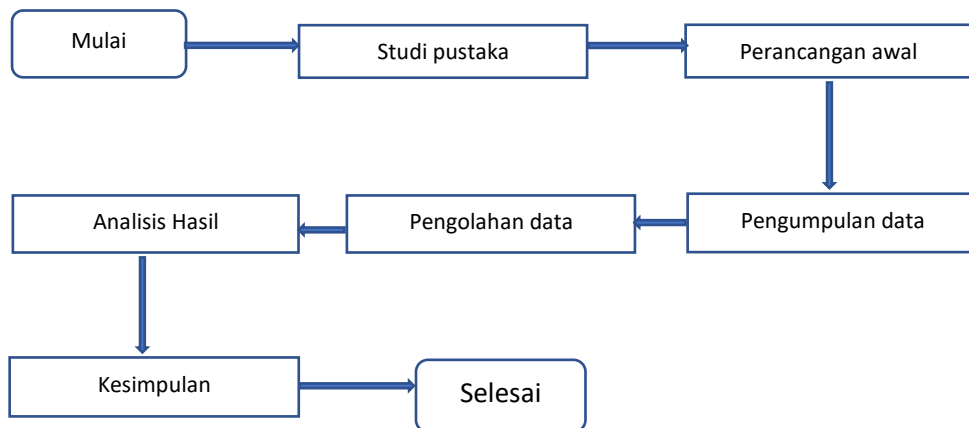 Mulai
Studi pustaka
Perancangan awal
Pengumpulan data
Pengolahan data
Analisis Hasil
Kesimpulan
Selesai